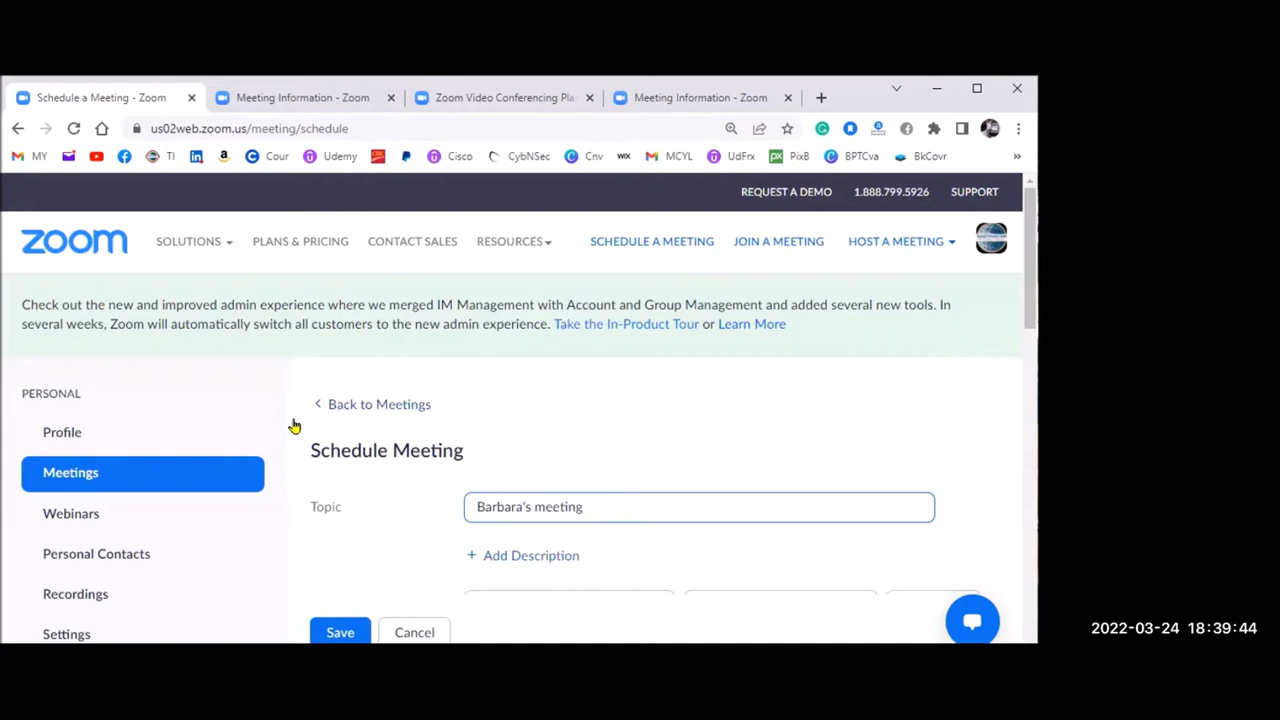 Schedule a Meeting - Zoom
Meeting Information - Zoom
Zoom Video Conferencing Pla
Meeting Information - Zoom
us02web.zoom.us/meeting/schedule
MY
TI
Cour
Udemy
Cisco
CybNSec
Cnv
WIX
MCYL
UdFrx
px
PixB
BPTCva
BkCovr
REQUEST A DEMO 1.888.799.5926 SUPPORT
zoom SOLUTIONS PLANS & PRICING CONTACT SALES RESOURCES SCHEDULE A MEETING JOIN A MEETING HOST A MEETING
Check out the new and improved admin experience where we merged IM Management with Account and Group Management and added several new tools. In
several weeks, Zoom will automatically switch all customers to the new admin experience. Take the In-Product Tour or Learn More
PERSONAL
Profile
Meetings
Webinars
Personal Contacts
Recordings
Settings
Back to Meetings
Schedule Meeting
Topic Barbara's meeting
+ Add Description
Save Cancel
2022-03-24 18:39:44